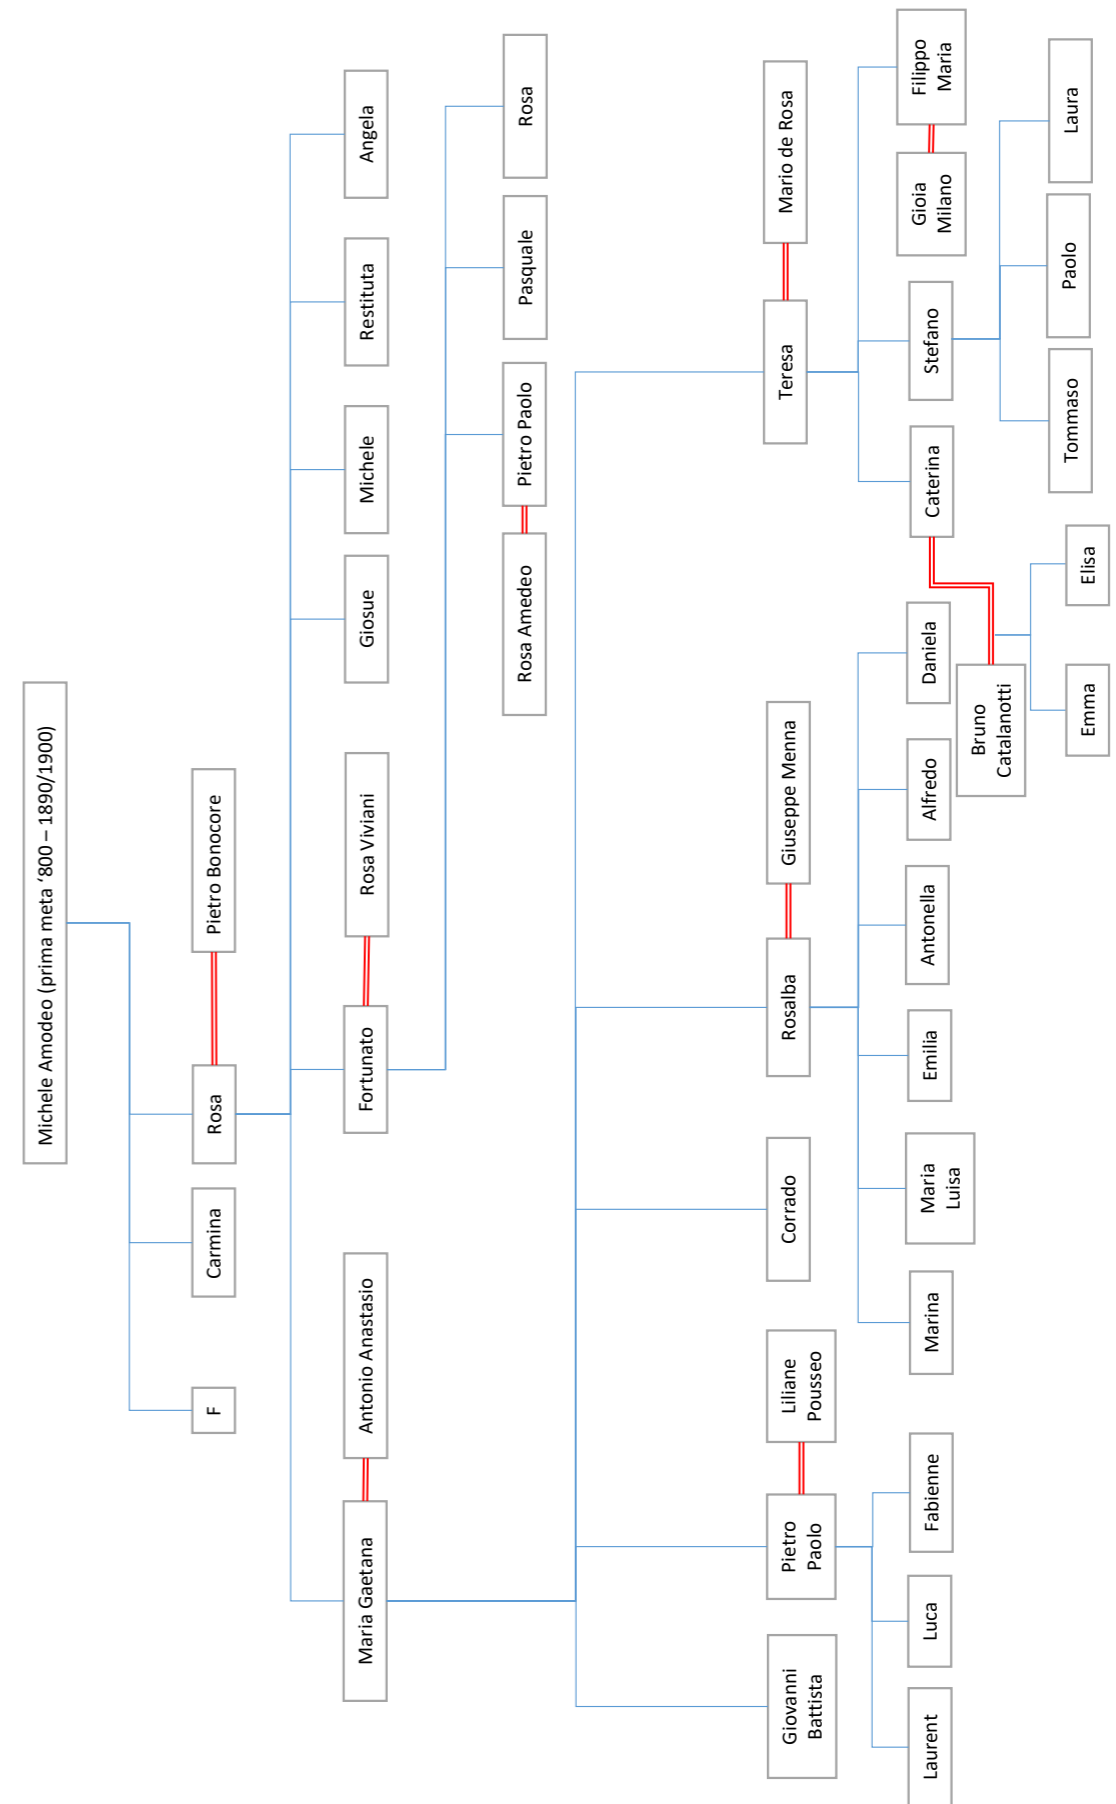 Michele Amodeo (prima meta ‘800 – 1890/1900)
F
Carmina
Rosa
Pietro Bonocore
Maria Gaetana
Antonio Anastasio
Fortunato
Rosa Viviani
Giosue
Michele
Restituta
Angela
Rosa Amedeo
Pietro Paolo
Pasquale
Rosa
Giovanni
Battista
Pietro
Paolo
Liliane
Pousseo
Corrado
Rosalba
Giuseppe Menna
Teresa
Mario de Rosa
Laurent
Luca
Fabienne
Marina
Maria
Luisa
Emilia
Antonella
Alfredo
Daniela
Caterina
Stefano
Gioia
Milano
Filippo
Maria
Bruno
Catalanotti
Emma
Elisa
Tommaso
Paolo
Laura